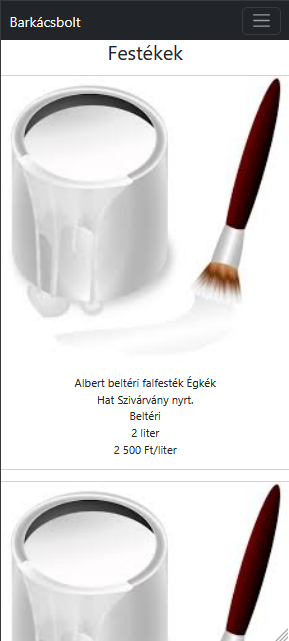 Barkácsbolt
Festékek
Albert beltéri falfesték Égkék
Hat Szivárvány nyrt.
Beltéri
2 liter
2 500 Ft/liter